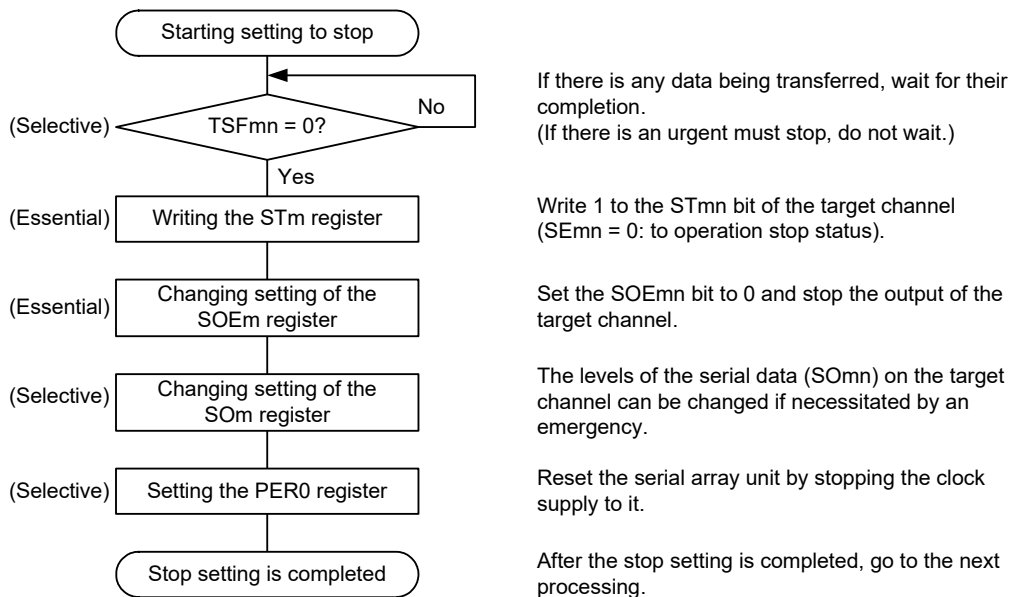 Starting setting to stop
If there is any data being transferred, wait for their
completion.
(If there is an urgent must stop, do not wait.)
No
(Selective)
TSFmn = 0?
Yes
(Essential)
Writing the STm register
Write 1 to the STmn bit of the target channel
(SEmn = 0: to operation stop status).
(Essential)
Changing setting of the
SOEm register
Set the SOEmn bit to 0 and stop the output of the
target channel.
(Selective)
Changing setting of the
SOm register
The levels of the serial data (SOmn) on the target
channel can be changed if necessitated by an
emergency.
(Selective)
Setting the PER0 register
Reset the serial array unit by stopping the clock
supply to it.
Stop setting is completed
After the stop setting is completed, go to the next
processing.